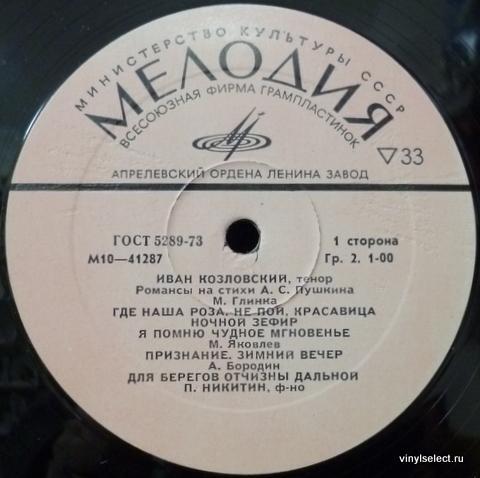 МИНИСТЕРСТВО КУЛЬТУРЫ СССР
МЕЛОДИЯ
ВСЕСОЮЗНАЯ ФИРМА ГРАМПЛАСТИНОК
▽33
АПРЕЛЕВСКИЙ ОРДЕНА ЛЕНИНА ЗАВОД
ГОСТ 5289-73
1 сторона
М10—41287
Гр. 2. 1-00
ИВАН КОЗЛОВСКИЙ, тенор
Романсы на стихи А. С. Пушкина
М. Глинка
ГДЕ НАША РОЗА. НЕ ПОЙ, КРАСАВИЦА
НОЧНОЙ ЗЕФИР
Я ПОМНЮ ЧУДНОЕ МГНОВЕНЬЕ
М. Яковлев
ПРИЗНАНИЕ. ЗИМНИЙ ВЕЧЕР
А. Бородин
ДЛЯ БЕРЕГОВ ОТЧИЗНЫ ДАЛЬНОЙ
П. НИКИТИН, ф-но
vinylselect.ru